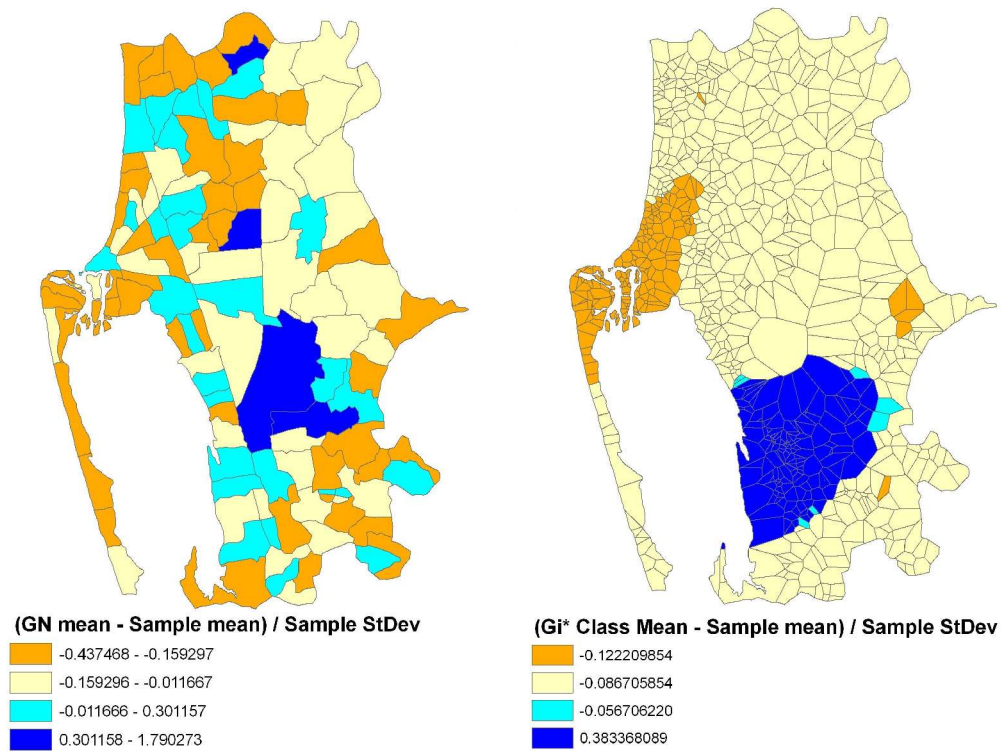 (GN mean - Sample mean) / Sample StDev
-0.437468 - -0.159297
-0.159296 - -0.011667
-0.011666 - 0.301157
0.301158 - 1.790273
(Gi* Class Mean - Sample mean) / Sample StDev
-0.122209854
-0.086705854
-0.056706220
0.383368089